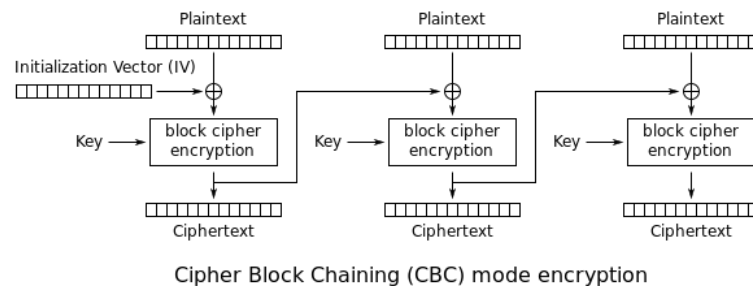 Plaintext
Plaintext
Plaintext
Initialization Vector (IV)
Key
block cipher
encryption
Key
block cipher
encryption
Key
block cipher
encryption
Ciphertext
Ciphertext
Ciphertext
Cipher Block Chaining (CBC) mode encryption